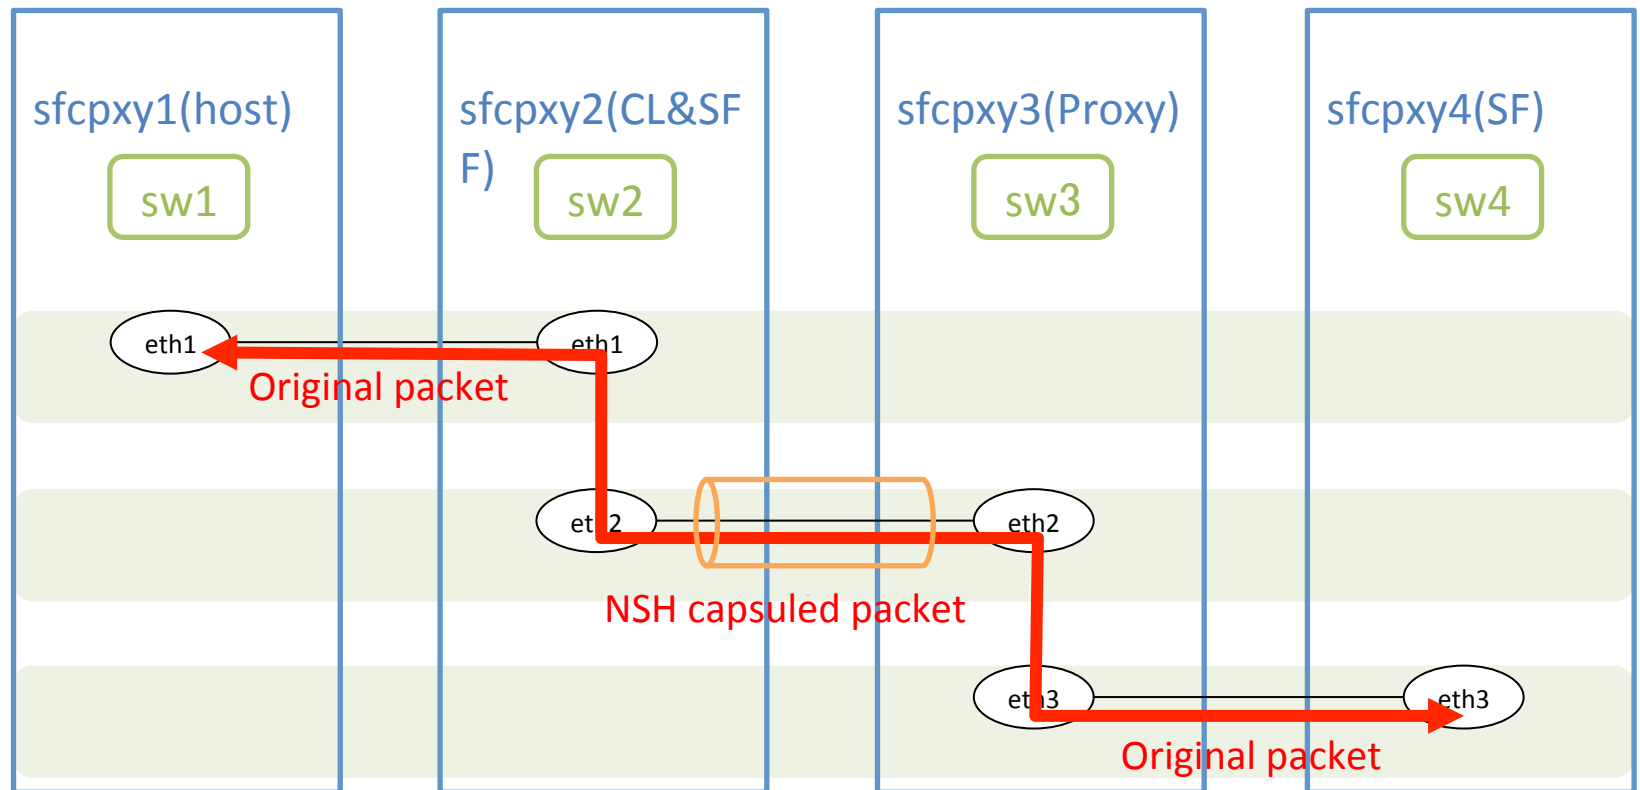 sfcpxy1(host)
sfcpxy2(CL&SF
F)
sfcpxy3(Proxy)
sfcpxy4(SF)
sw1
sw2
sw3
sw4
eth1
eth1
Original packet
eth2
eth2
NSH capsuled packet
eth3
eth3
Original packet